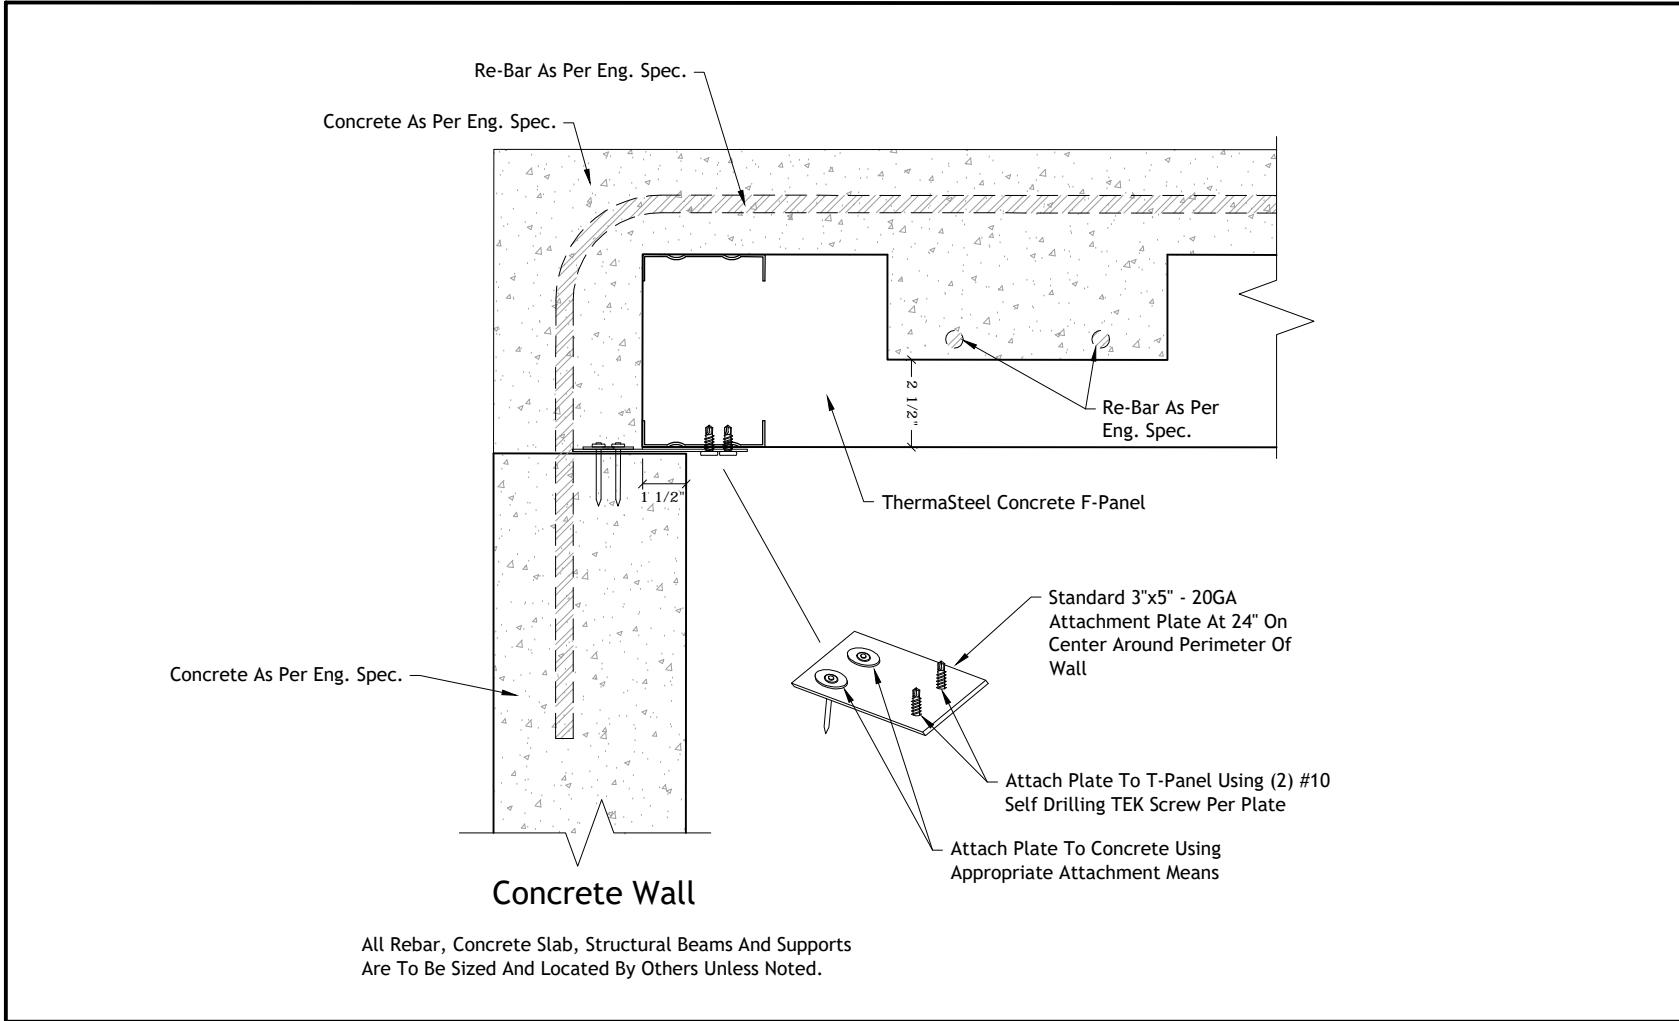 Re-Bar As Per Eng. Spec.
Concrete As Per Eng. Spec.
2 1/2"
Re-Bar As Per
Eng. Spec.
1 1/2"
ThermaSteel Concrete F-Panel
Standard 3"x5" - 20GA
Attachment Plate At 24" On
Center Around Perimeter Of
Wall
Concrete As Per Eng. Spec.
Attach Plate To T-Panel Using (2) #10
Self Drilling TEK Screw Per Plate
Attach Plate To Concrete Using
Appropriate Attachment Means
Concrete Wall
All Rebar, Concrete Slab, Structural Beams And Supports
Are To Be Sized And Located By Others Unless Noted.